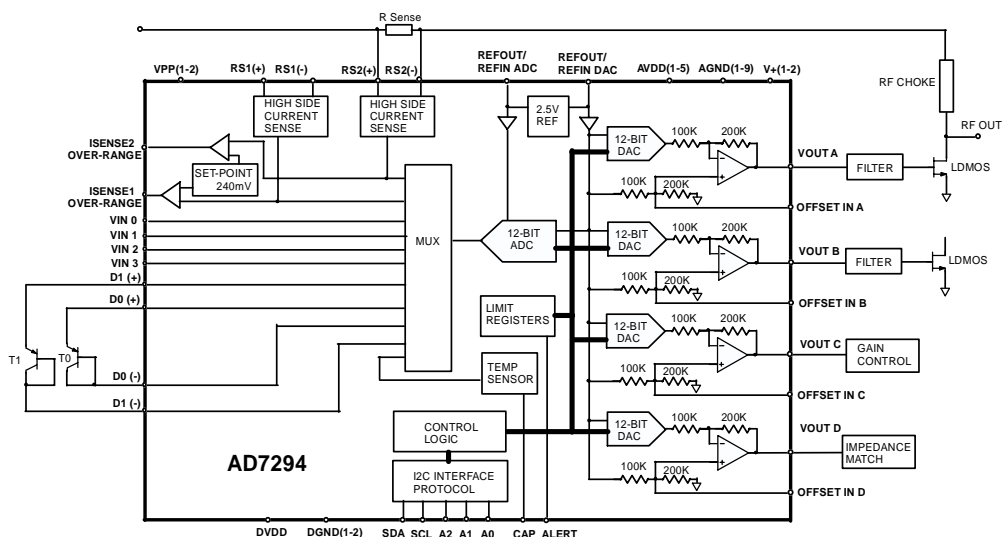 R Sense
VPP(1-2)
RS1(+)
RS1(-)
RS2(+)
RS2(-)
REFOUT/
REFIN ADC
REFOUT/
REFIN DAC
AVDD(1-5)
AGND(1-9)
V+(1-2)
RF CHOKE
RF OUT
HIGH SIDE
CURRENT
SENSE
HIGH SIDE
CURRENT
SENSE
2.5V
REF
ISENSE2
OVER-RANGE
SET-POINT
240mV
ISENSE1
OVER-RANGE
VIN 0
VIN 1
VIN 2
VIN 3
D1 (+)
D0 (+)
T1
T0
D0 (-)
D1 (-)
MUX
12-BIT
ADC
12-BIT
DAC
100K
200K
100K
200K
VOUT A
FILTER
LDMOS
OFFSET IN A
12-BIT
DAC
100K
200K
100K
200K
VOUT B
FILTER
LDMOS
OFFSET IN B
LIMIT
REGISTERS
12-BIT
DAC
100K
200K
100K
200K
VOUT C
GAIN
CONTROL
OFFSET IN C
TEMP
SENSOR
12-BIT
DAC
100K
200K
100K
200K
VOUT D
IMPEDANCE
MATCH
OFFSET IN D
CONTROL
LOGIC
I2C INTERFACE
PROTOCOL
AD7294
DVDD
DGND(1-2)
SDA
SCL
A2
A1
A0
CAP
ALERT